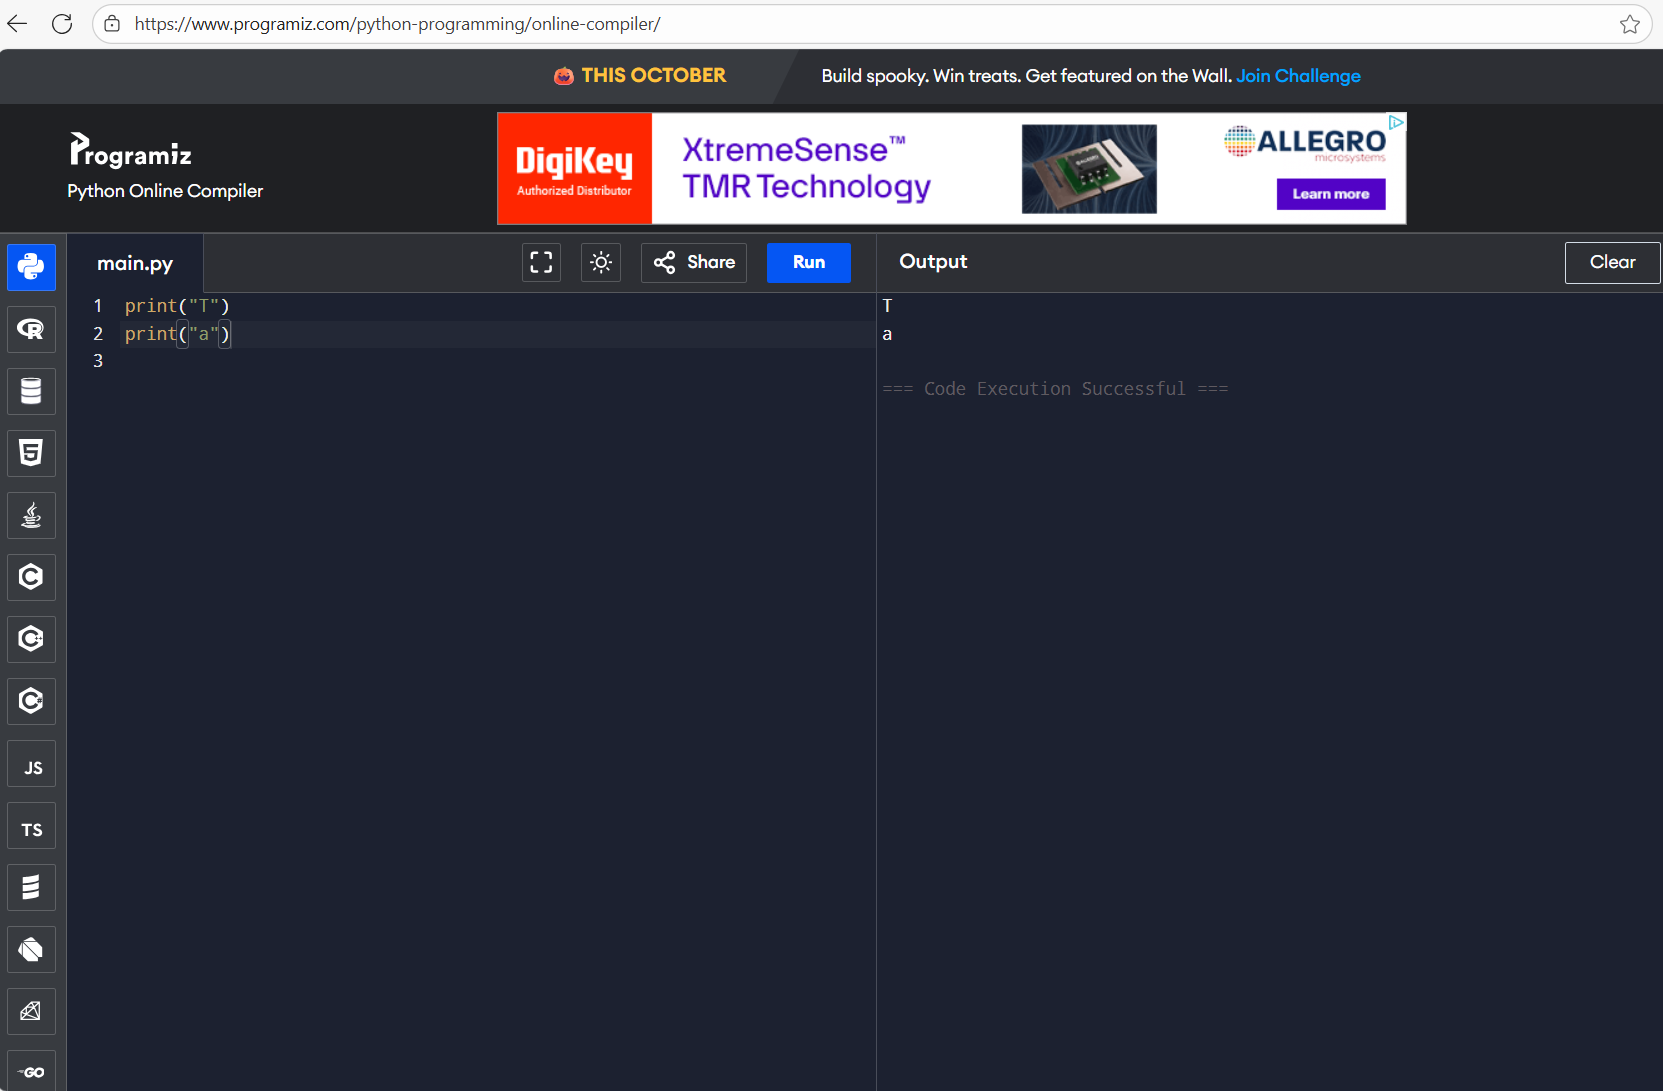 https://www.programiz.com/python-programming/online-compiler/
🎃 THIS OCTOBER
Build spooky. Win treats. Get featured on the Wall. Join Challenge
Programiz
Python Online Compiler
DigiKey
Authorized Distributor
XtremeSense™
TMR Technology
ALLEGRO
microsystems
Learn more
main.py
Share
Run
Output
Clear
1 print("T")
2 print("a")
3
T
a
=== Code Execution Successful ===
R
5
C
C+
C#
JS
TS
GO